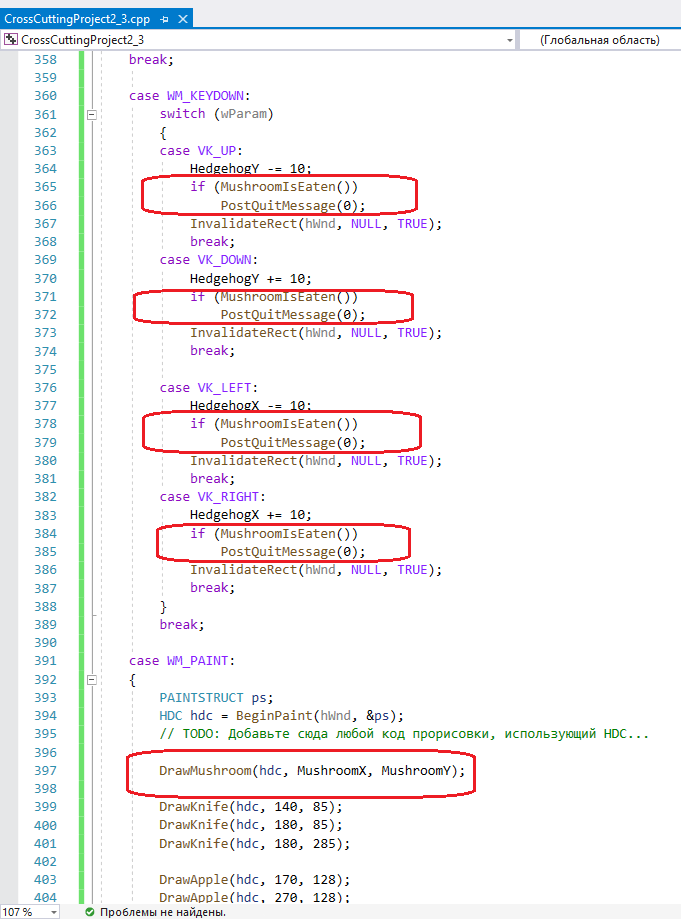 CrossCuttingProject2_3.cpp
CrossCuttingProject2_3 (Глобальная область)
358 break;
359
360 case WM_KEYDOWN:
361 switch (wParam)
362 {
363 case VK_UP:
364 HedgehogY -= 10;
365 if (MushroomIsEaten())
366 PostQuitMessage(0);
367 InvalidateRect(hWnd, NULL, TRUE);
368 break;
369 case VK_DOWN:
370 HedgehogY += 10;
371 if (MushroomIsEaten())
372 PostQuitMessage(0);
373 InvalidateRect(hWnd, NULL, TRUE);
374 break;
375
376 case VK_LEFT:
377 HedgehogX -= 10;
378 if (MushroomIsEaten())
379 PostQuitMessage(0);
380 InvalidateRect(hWnd, NULL, TRUE);
381 break;
382 case VK_RIGHT:
383 HedgehogX += 10;
384 if (MushroomIsEaten())
385 PostQuitMessage(0);
386 InvalidateRect(hWnd, NULL, TRUE);
387 break;
388 }
389 break;
390
391 case WM_PAINT:
392 {
393 PAINTSTRUCT ps;
394 HDC hdc = BeginPaint(hWnd, &ps);
395 // TODO: Добавьте сюда любой код прорисовки, использующий HDC...
396
397 DrawMushroom(hdc, MushroomX, MushroomY);
398
399 DrawKnife(hdc, 140, 85);
400 DrawKnife(hdc, 180, 85);
401 DrawKnife(hdc, 180, 285);
402
403 DrawApple(hdc, 170, 128);
404 DrawApple(hdc, 270, 128);
107 % Проблемы не найдены.